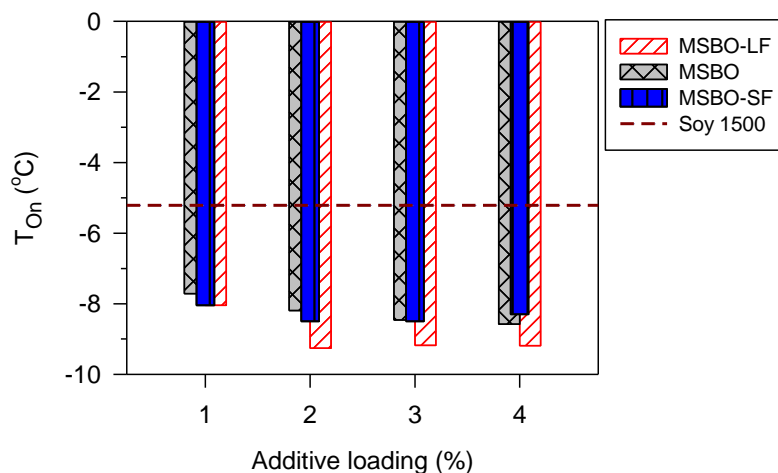 0
-2
-4
-6
-8
-10
T_On (°C)
1 2 3 4
Additive loading (%)
MSBO-LF
MSBO
MSBO-SF
Soy 1500